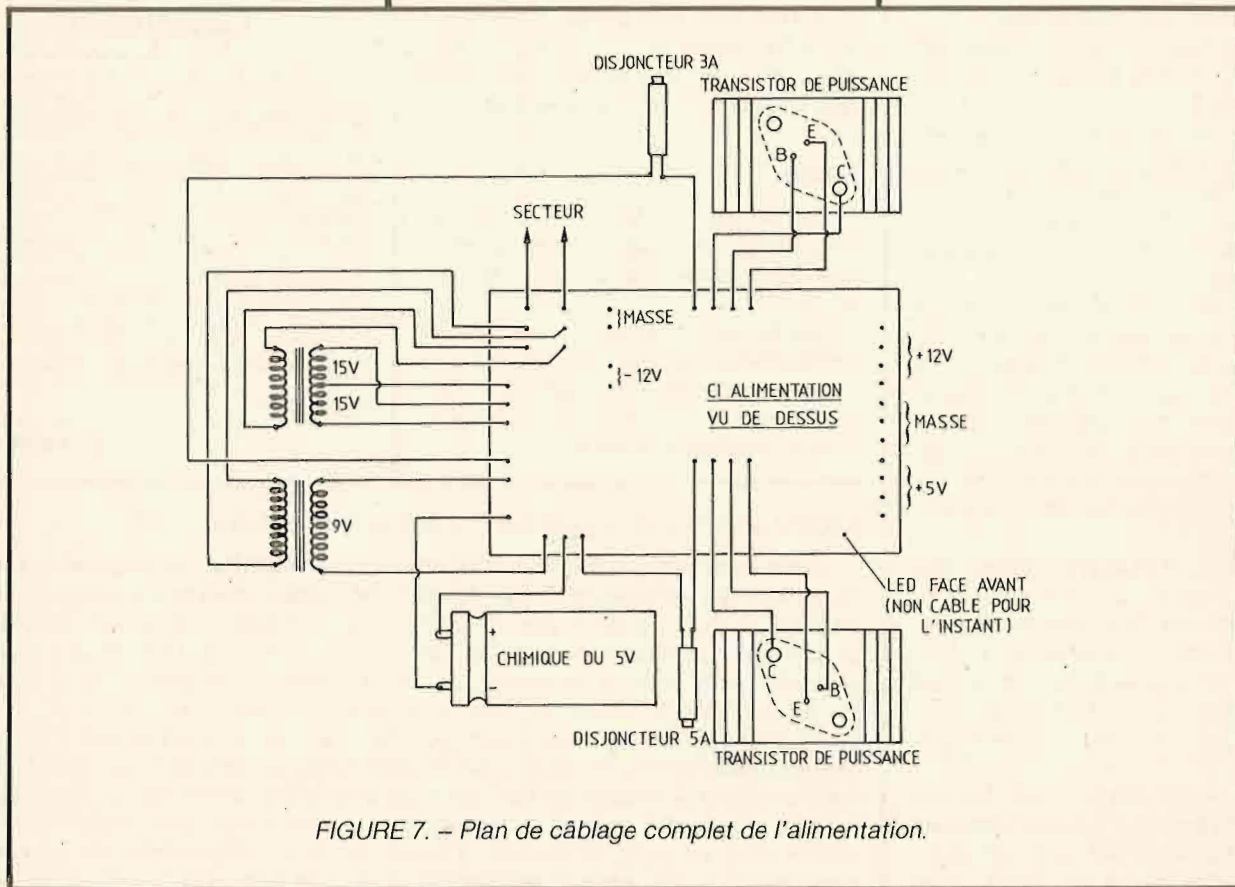 DISJONCTEUR 3A
TRANSISTOR DE PUISSANCE
E
B
C
SECTEUR
}MASSE
}- 12V
15V
15V
CI ALIMENTATION
VU DE DESSUS
}+12V
}MASSE
}+5V
9V
LED FACE AVANT
(NON CABLE POUR
L'INSTANT)
+
CHIMIQUE DU 5V
-
C
B
E
DISJONCTEUR 5A
TRANSISTOR DE PUISSANCE
FIGURE 7. – Plan de câblage complet de l'alimentation.